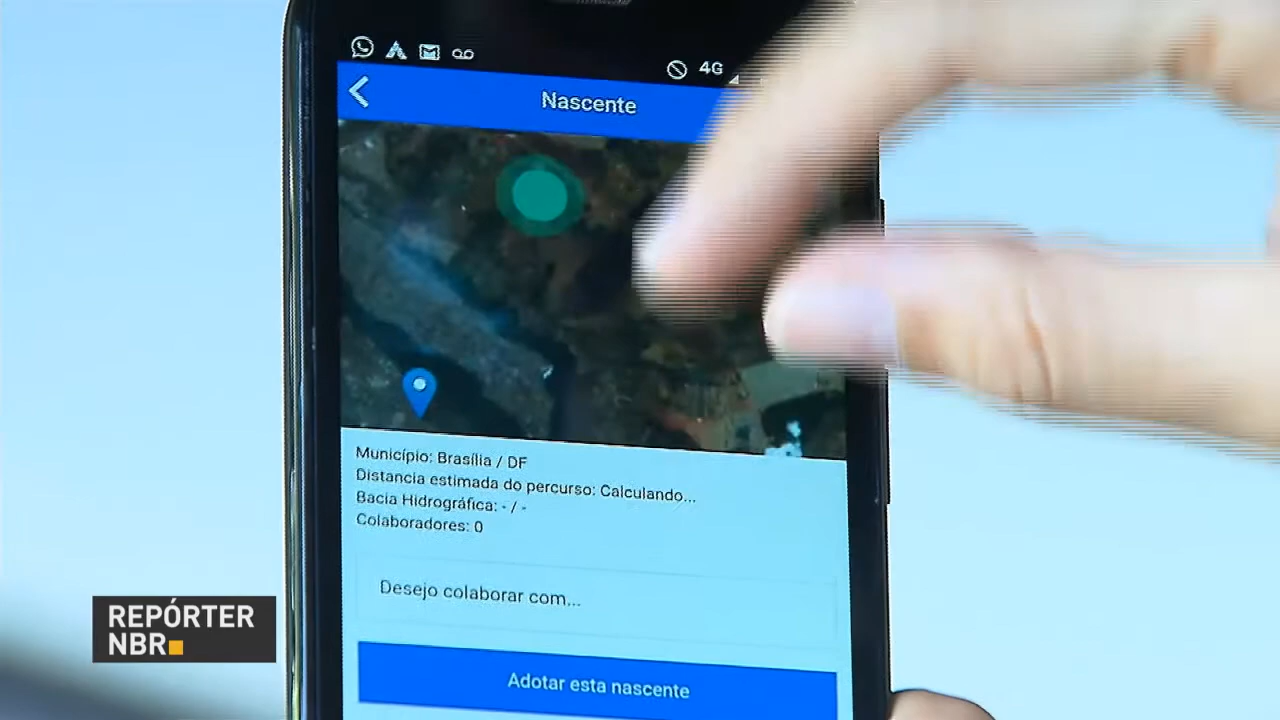 4G
Nascente
Município: Brasília / DF
Distancia estimada do percurso: Calculando...
Bacia Hidrográfica: - / -
Colaboradores: 0
Desejo colaborar com...
Adotar esta nascente
REPÓRTER
NBR